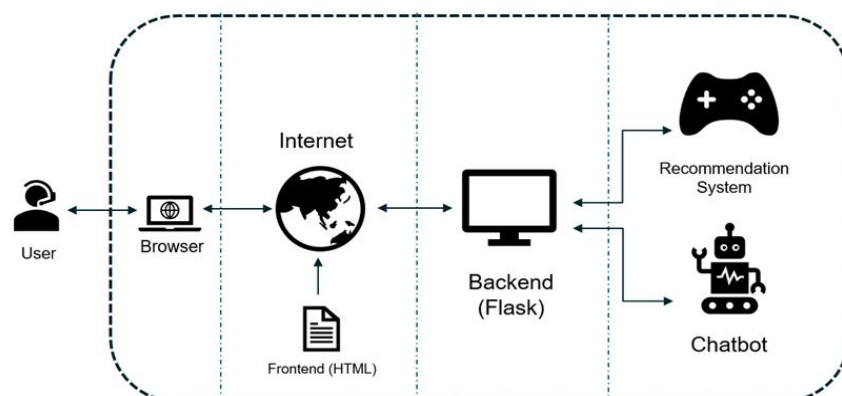 User
Browser
Internet
Frontend (HTML)
Backend
(Flask)
Recommendation
System
Chatbot